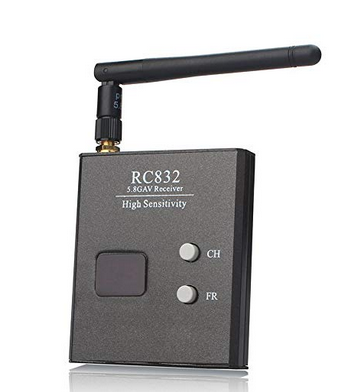 RC832
5.8GAV Receiver
High Sensitivity
CH
FR